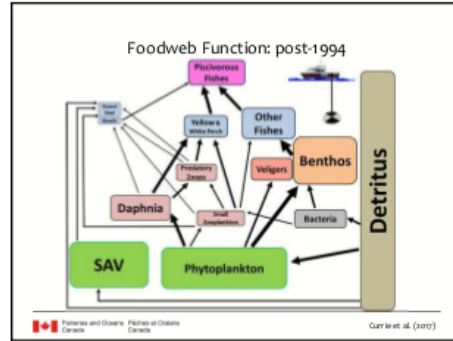 Foodweb Function: post-1994
Piscivorous
Fishes
Yellow &
White Perch
Other
Fishes
Predatory
Zoops
Veligers
Benthos
Daphnia
Small
Zooplankton
Bacteria
Detritus
SAV
Phytoplankton
Fisheries and Oceans
Canada
Pêches et Océans
Canada
Currie et al. (2017)